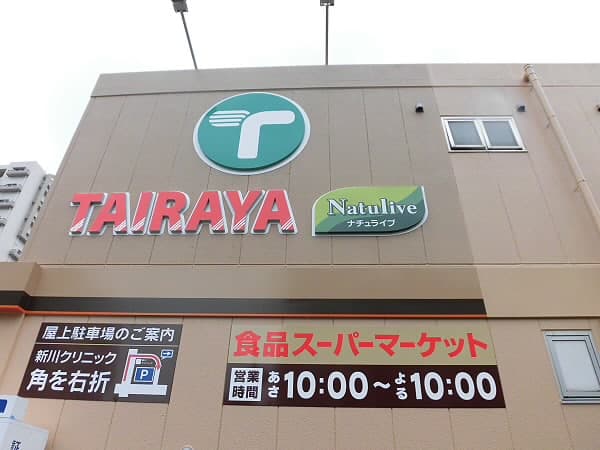 T
TAIRAYA
Natulive
ナチュライブ
屋上駐車場のご案内
新川クリニック
角を右折
P
食品スーパーマーケット
営業時間 あさ10:00～よる10:00